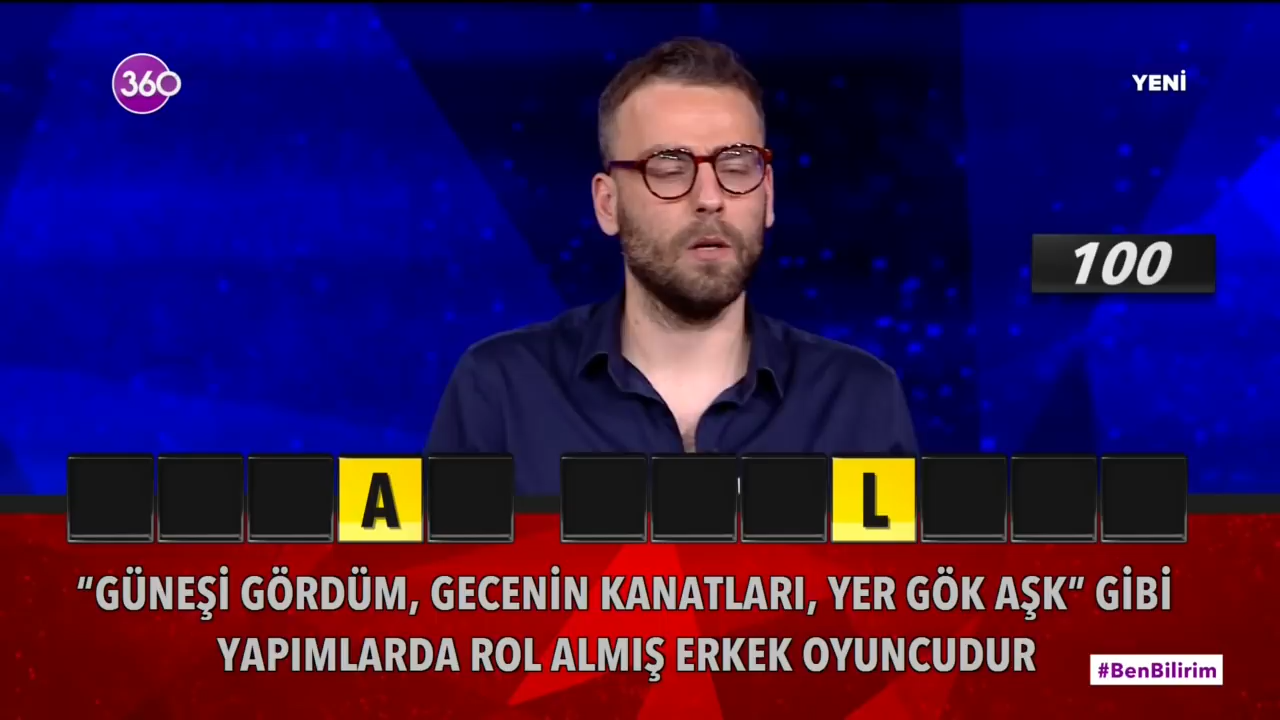 360
YENİ
100
A L
“GÜNEŞİ GÖRDÜM, GECENİN KANATLARI, YER GÖK AŞK” GİBİ
YAPIMLARDA ROL ALMIŞ ERKEK OYUNCUDUR
#BenBilirim